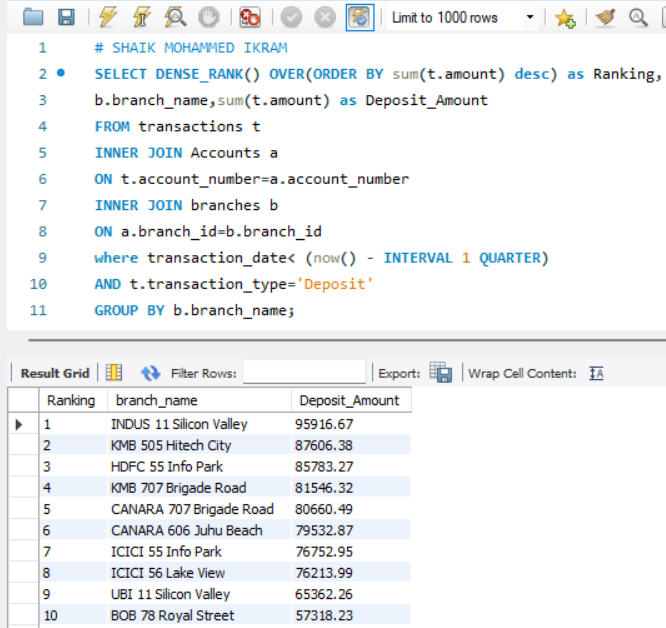 Limit to 1000 rows
1 # SHAIK MOHAMMED IKRAM
2 SELECT DENSE_RANK() OVER(ORDER BY sum(t.amount) desc) as Ranking,
3 b.branch_name,sum(t.amount) as Deposit_Amount
4 FROM transactions t
5 INNER JOIN Accounts a
6 ON t.account_number=a.account_number
7 INNER JOIN branches b
8 ON a.branch_id=b.branch_id
9 where transaction_date< (now() - INTERVAL 1 QUARTER)
10 AND t.transaction_type='Deposit'
11 GROUP BY b.branch_name;
Result Grid Filter Rows: Export: Wrap Cell Content:
Ranking branch_name Deposit_Amount
1 INDUS 11 Silicon Valley 95916.67
2 KMB 505 Hitech City 87606.38
3 HDFC 55 Info Park 85783.27
4 KMB 707 Brigade Road 81546.32
5 CANARA 707 Brigade Road 80660.49
6 CANARA 606 Juhu Beach 79532.87
7 ICICI 55 Info Park 76752.95
8 ICICI 56 Lake View 76213.99
9 UBI 11 Silicon Valley 65362.26
10 BOB 78 Royal Street 57318.23